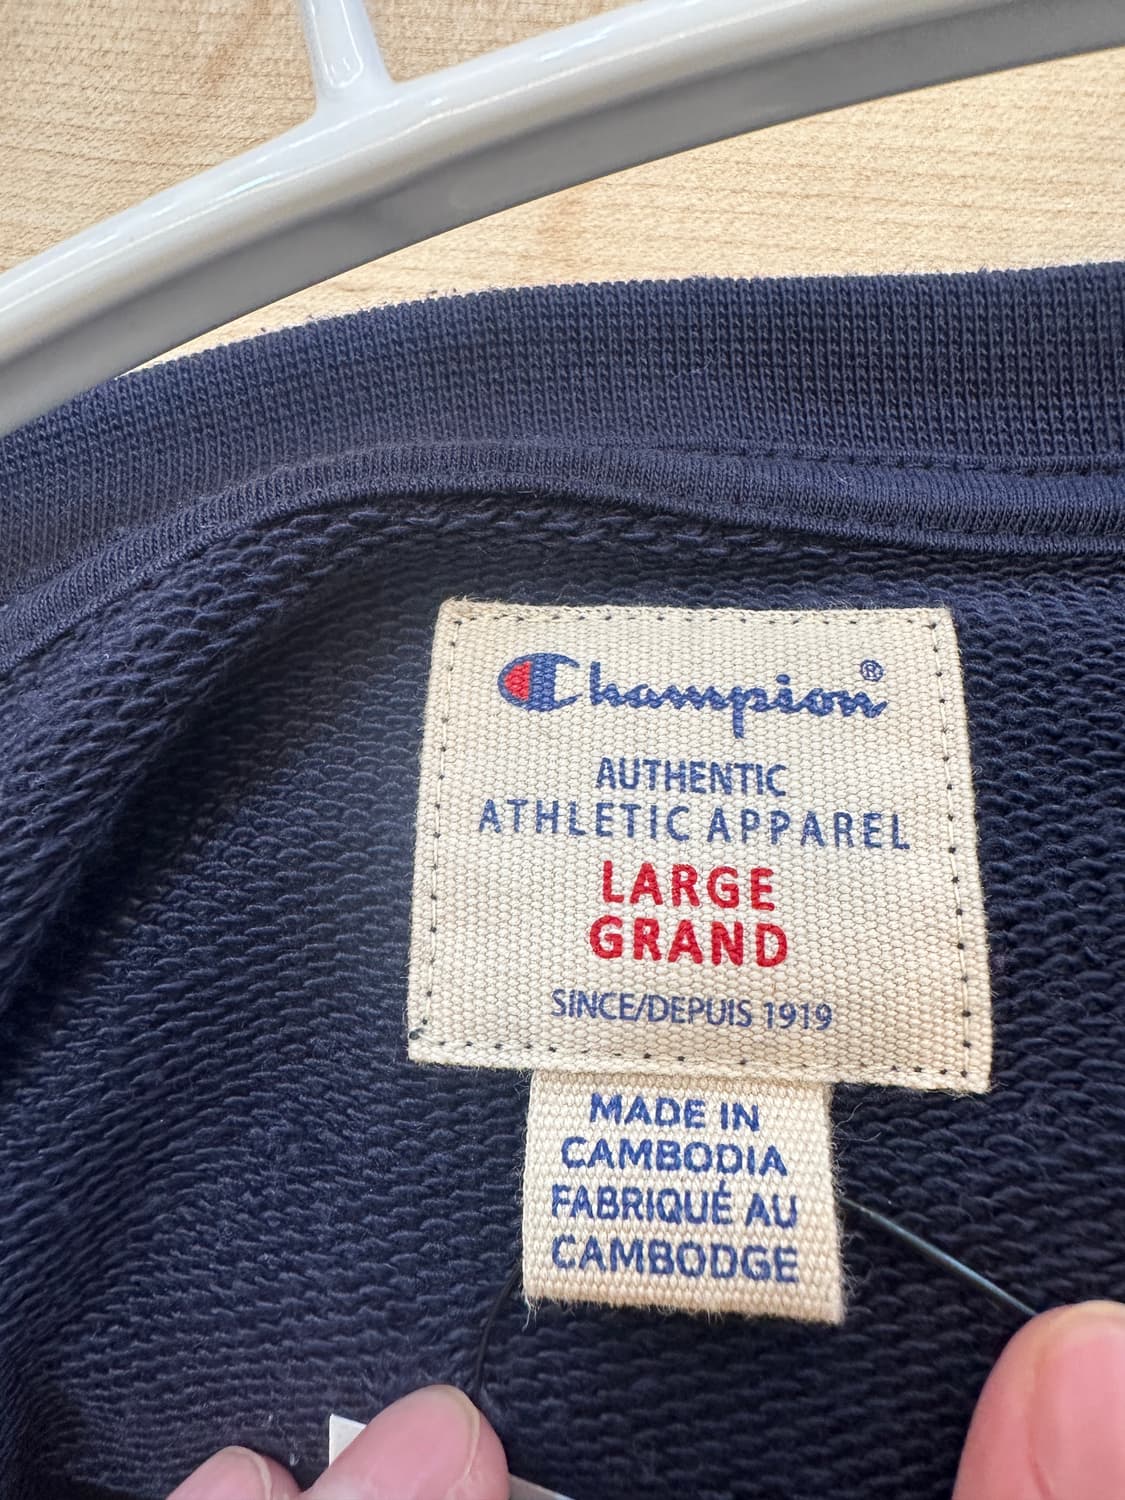 Champion®
AUTHENTIC
ATHLETIC APPAREL
LARGE
GRAND
SINCE/DEPUIS 1919
MADE IN
CAMBODIA
FABRIQUÉ AU
CAMBODGE